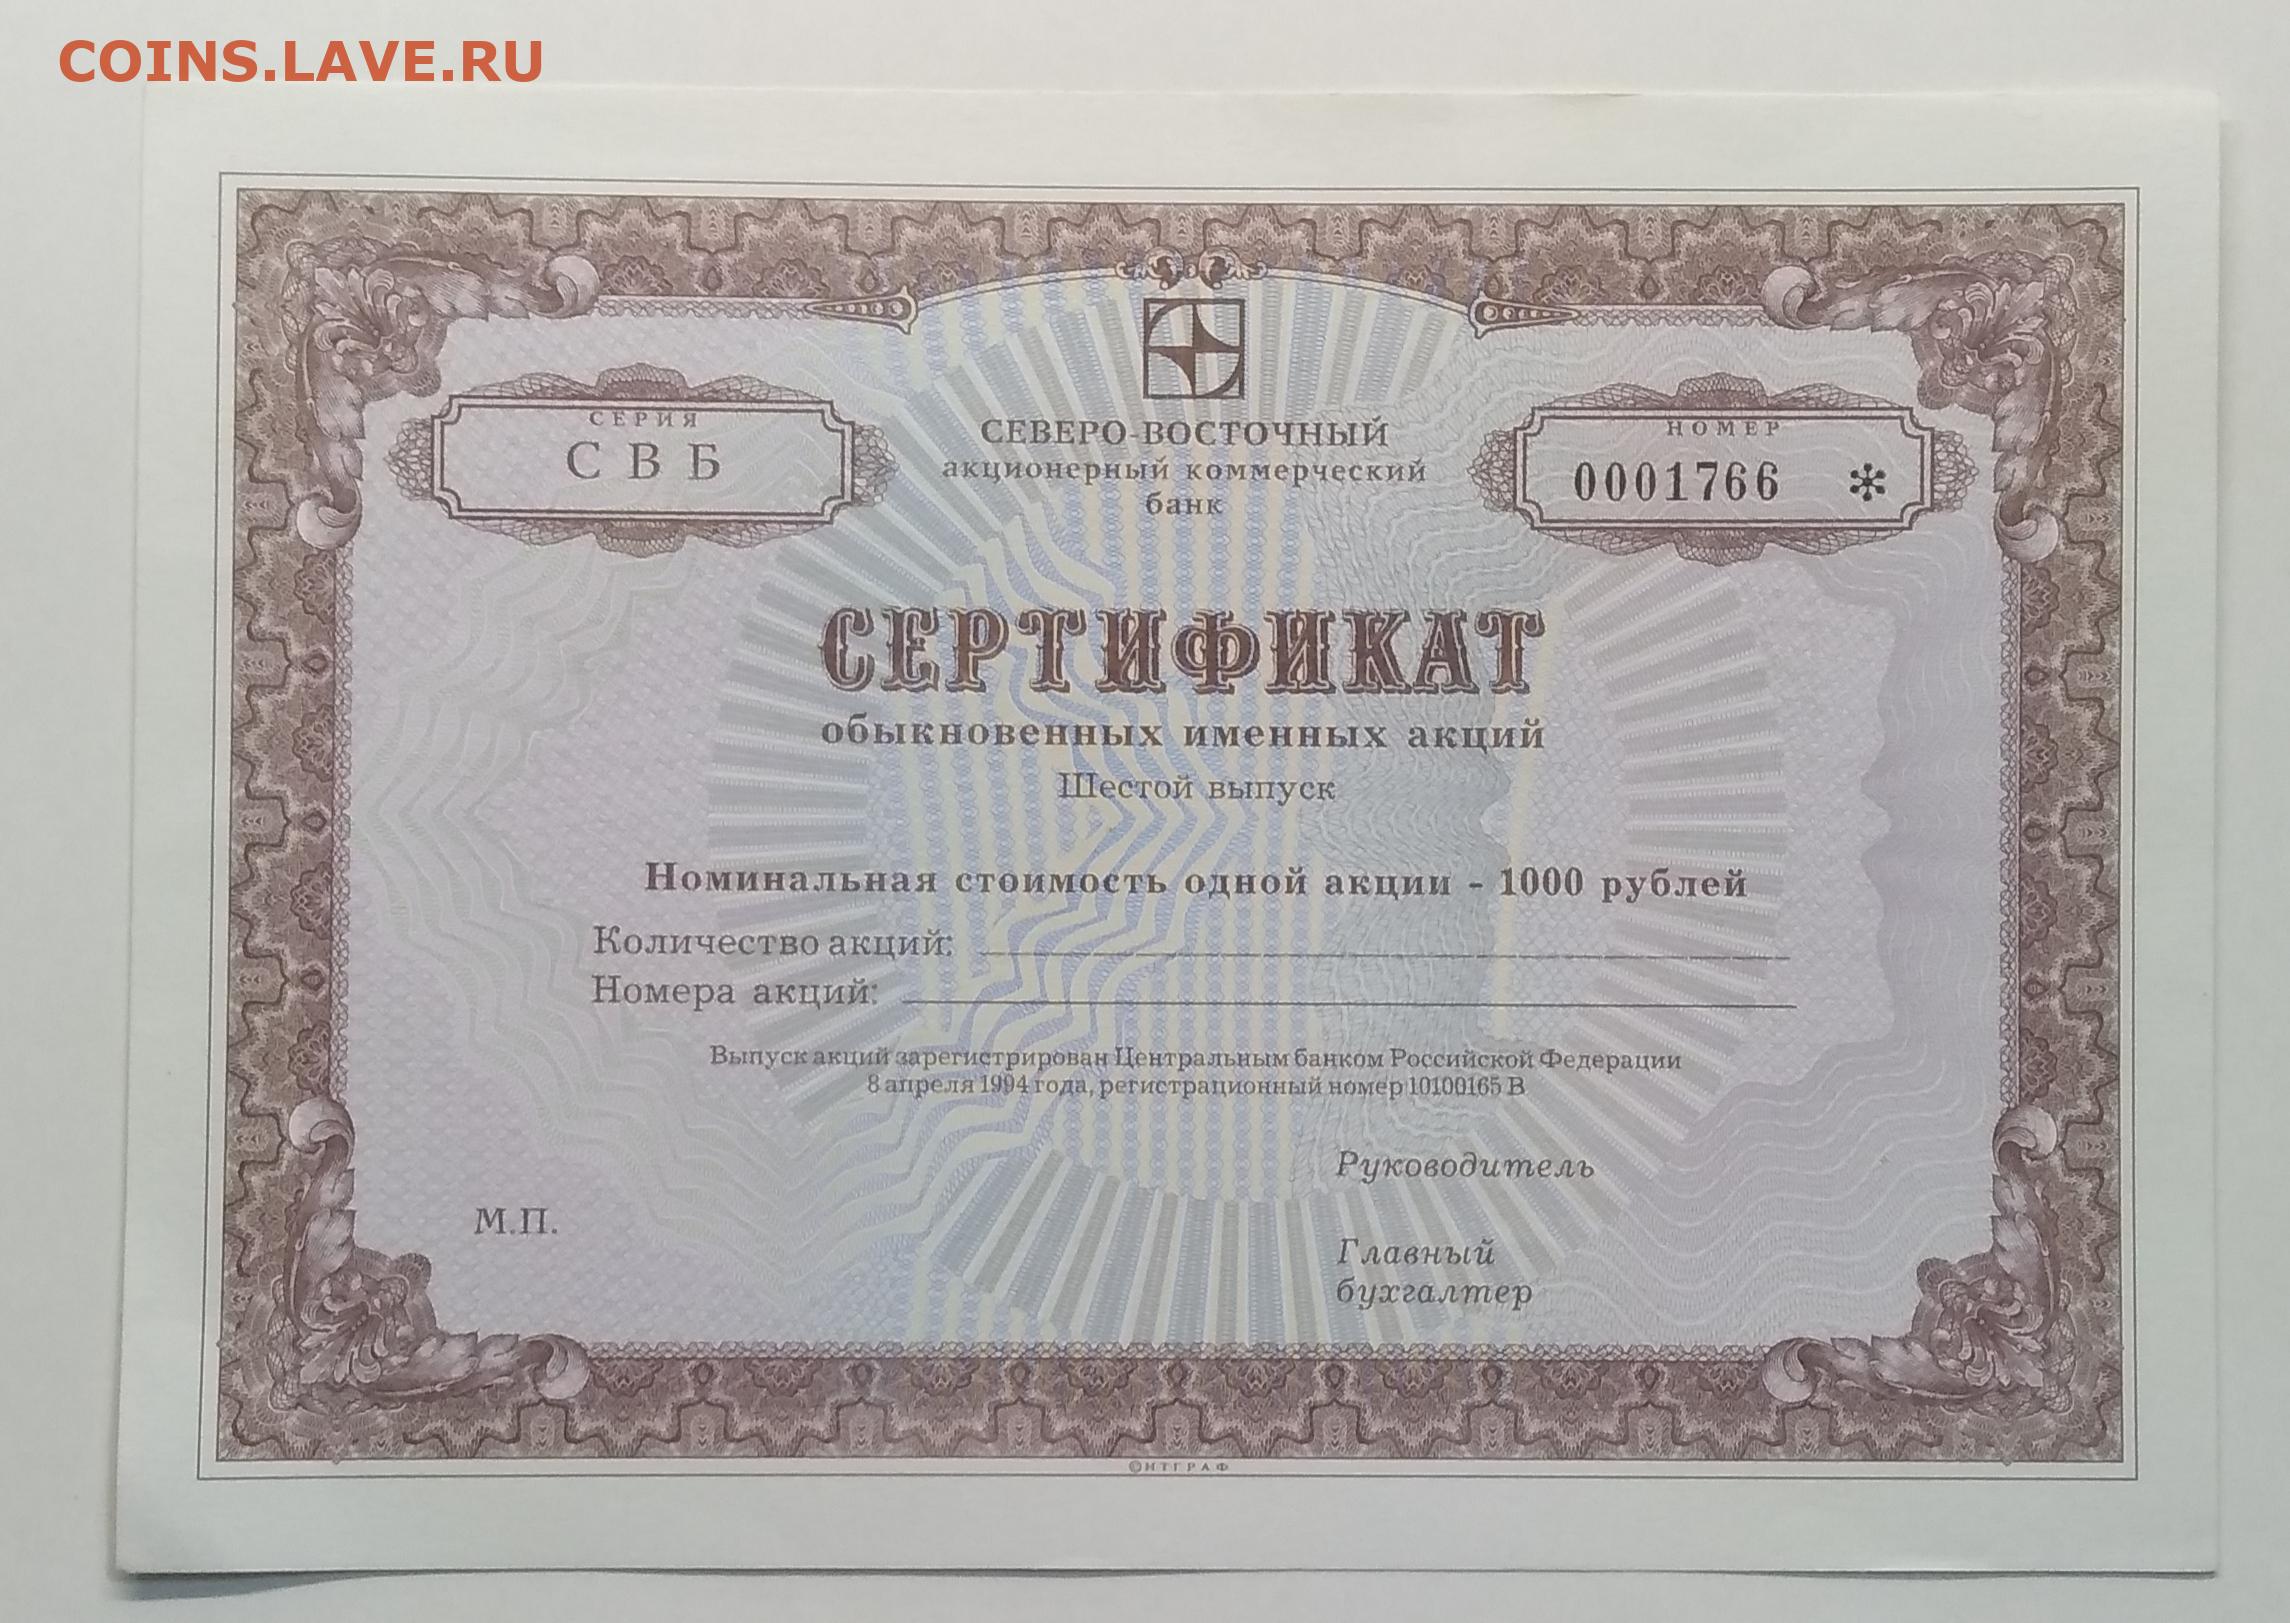 COINS.LAVE.RU
СЕРИЯ
СВБ
СЕВЕРО-ВОСТОЧНЫЙ
акционерный коммерческий
банк
НОМЕР
0001766 *
СЕРТИФИКАТ
обыкновенных именных акций
Шестой выпуск
Номинальная стоимость одной акции - 1000 рублей
Количество акций:
Номера акций:
Выпуск акций зарегистрирован Центральным банком Российской Федерации
8 апреля 1994 года, регистрационный номер 10100165 В
Руководитель
М.П.
Главный
бухгалтер
©НТГРАФ